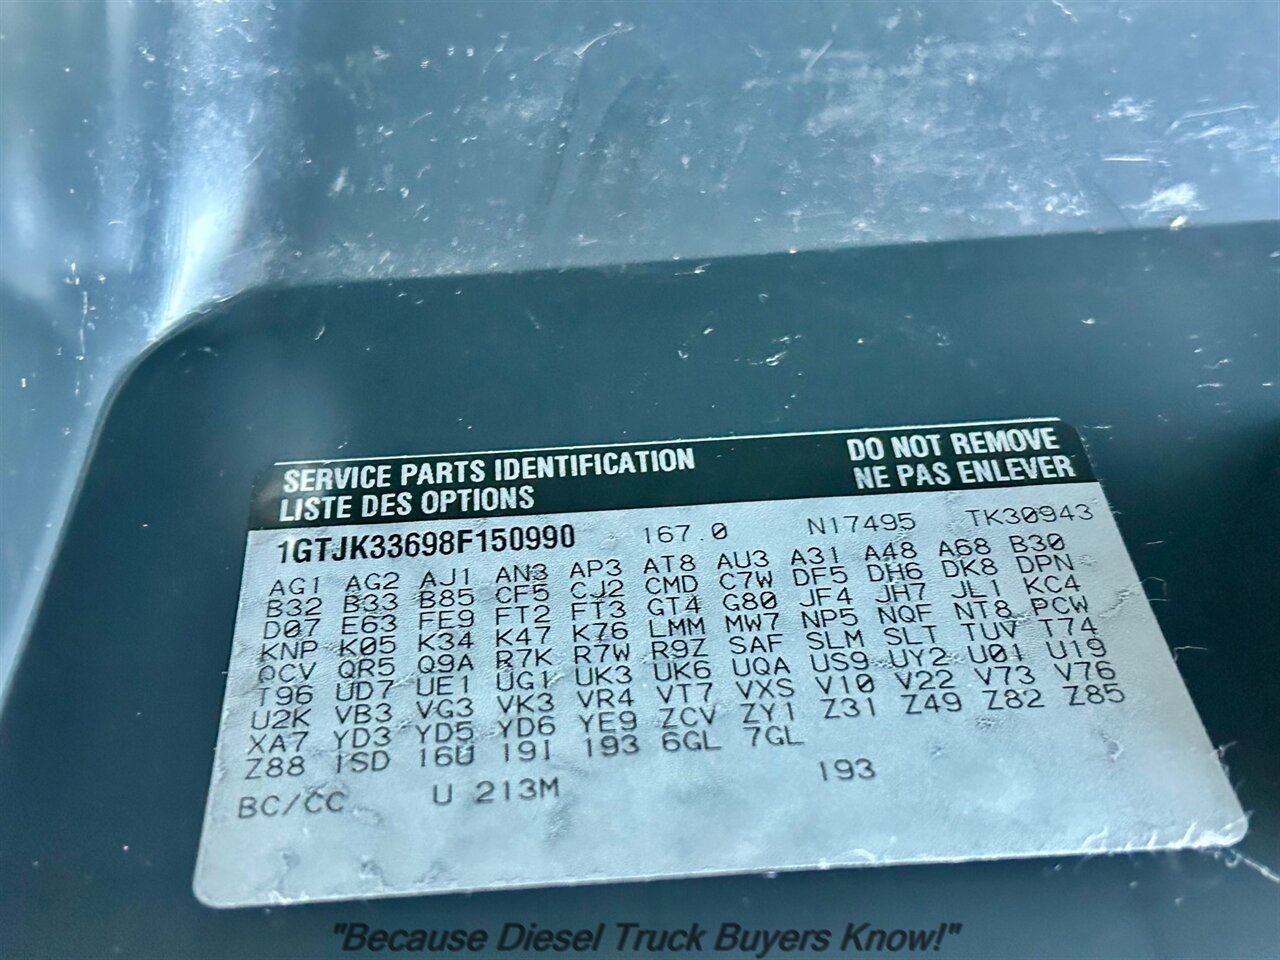 SERVICE PARTS IDENTIFICATION DO NOT REMOVE
LISTE DES OPTIONS NE PAS ENLEVER
1GTJK33698F150990 167.0 N17495 TK30943
AG1 AG2 AJ1 AN3 AP3 AT8 AU3 A31 A48 A68 B30
B32 B33 B85 CF5 CJ2 CMD C7W DF5 DH6 DK8 DPN
D07 E63 FE9 FT2 FT3 GT4 G80 JF4 JH7 JL1 KC4
KNP K05 K34 K47 K76 LMM MW7 NP5 NQF NT8 PCW
QCV QR5 Q9A R7K R7W R9Z SAF SLM SLT TUV T74
T96 UD7 UE1 UG1 UK3 UK6 UQA US9 UY2 U01 U19
U2K VB3 VG3 VK3 VR4 VT7 VXS V10 V22 V73 V76
XA7 YD3 YD5 YD6 YE9 ZCV ZY1 Z31 Z49 Z82 Z85
Z88 1SD 16U 19I 193 6GL 7GL
BC/CC U 213M 193
"Because Diesel Truck Buyers Know!"